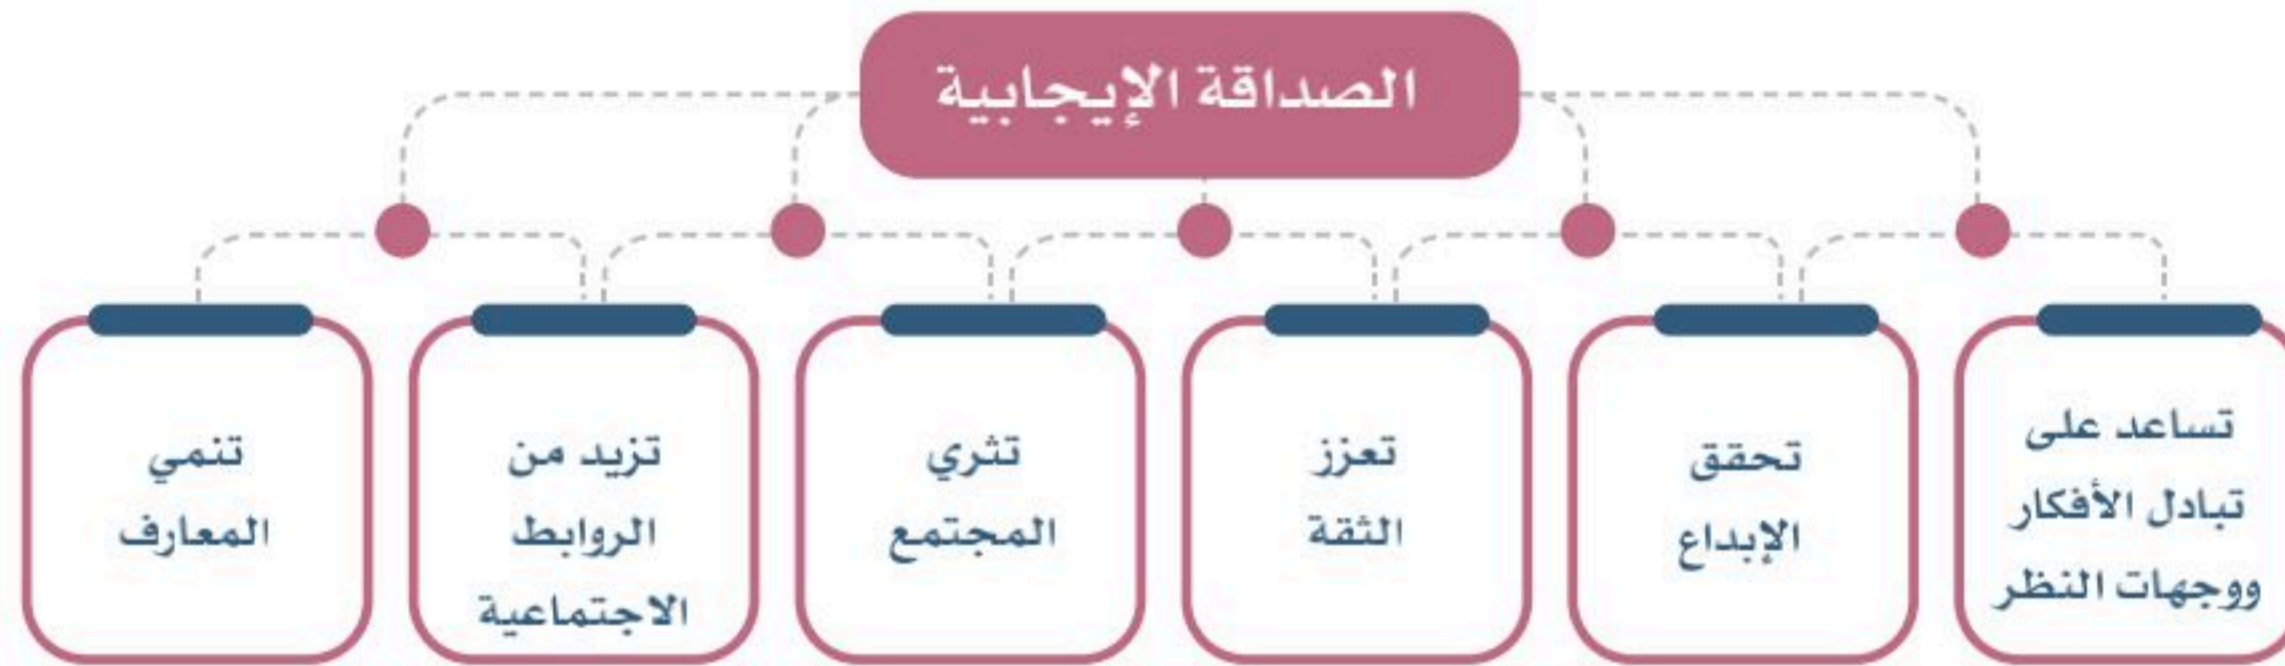 الصداقة الإيجابية
تساعد على
تبادل الأفكار
ووجهات النظر
تحقق
الإبداع
تعزز
الثقة
تثري
المجتمع
تزيد من
الروابط
الاجتماعية
تنمي
المعارف